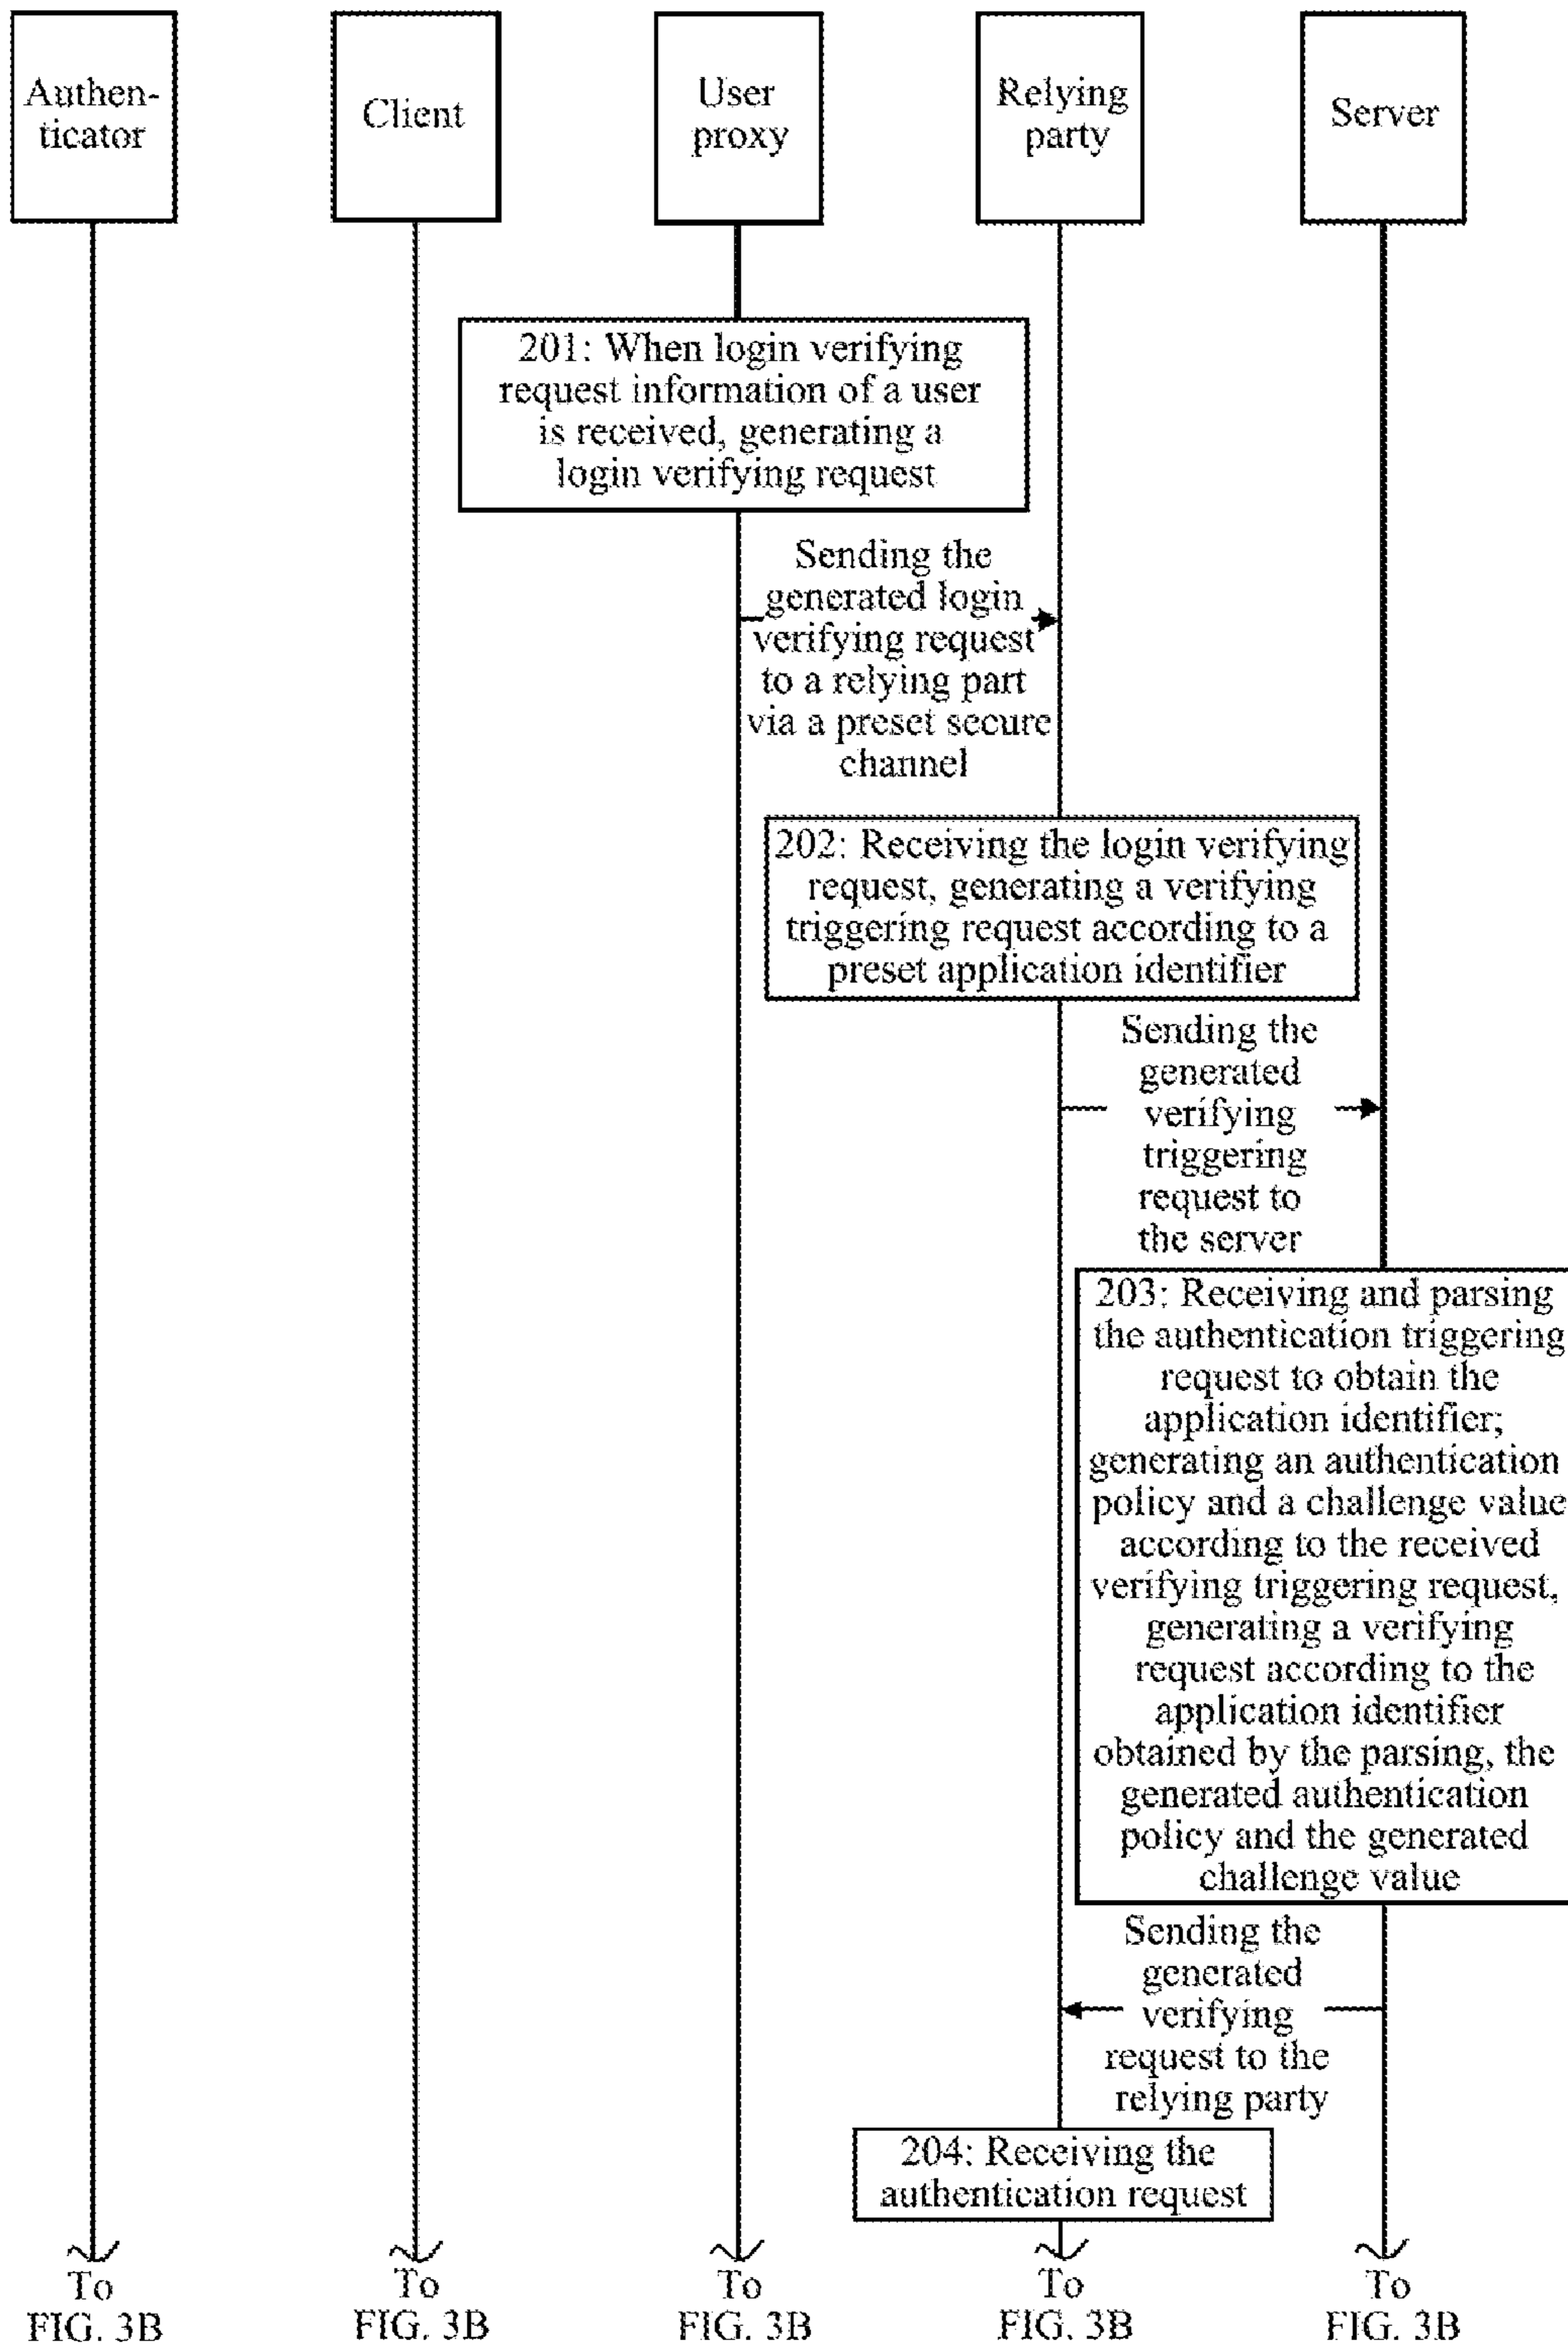 Authen-
ticator
Client
User
proxy
Relying
party
Server
201: When login verifying
request information of a user
is received, generating a
login verifying request
Sending the
generated login
verifying request
to a relying part
via a preset secure
channel
202: Receiving the login verifying
request, generating a verifying
triggering request according to a
preset application identifier
Sending the
generated
verifying
triggering
request to
the server
203: Receiving and parsing
the authentication triggering
request to obtain the
application identifier;
generating an authentication
policy and a challenge value
according to the received
verifying triggering request,
generating a verifying
request according to the
application identifier
obtained by the parsing, the
generated authentication
policy and the generated
challenge value
Sending the
generated
verifying
request to the
relying party
204: Receiving the
authentication request
To
FIG. 3B
To
FIG. 3B
To
FIG. 3B
To
FIG. 3B
To
FIG. 3B